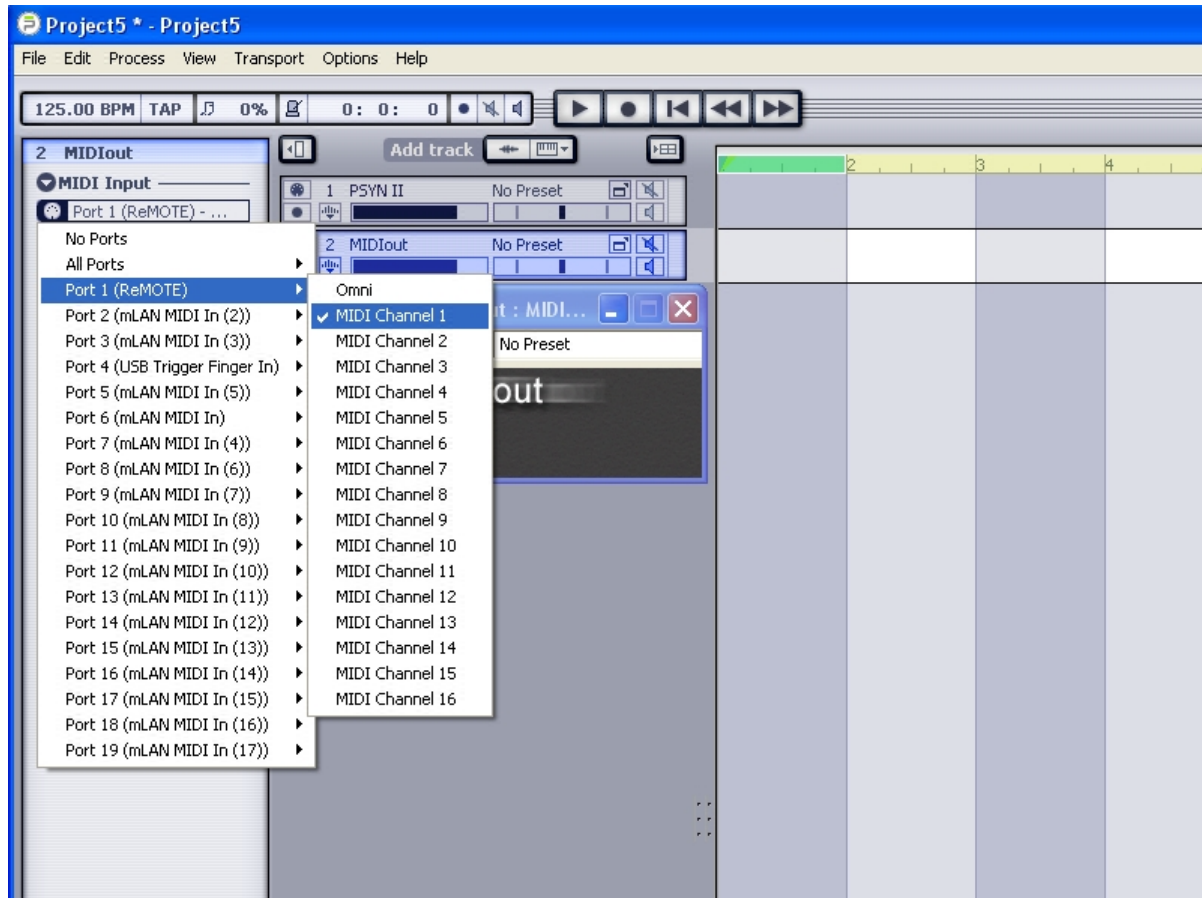 Project5 * - Project5
File Edit Process View Transport Options Help
125.00 BPM TAP 0% 0: 0: 0
2 MIDIout
Add track
MIDI Input
Port 1 (ReMOTE) - ...
1 PSYN II No Preset
2 MIDIout No Preset
2 3 4
No Ports
All Ports
Port 1 (ReMOTE)
Port 2 (mLAN MIDI In (2))
Port 3 (mLAN MIDI In (3))
Port 4 (USB Trigger Finger In)
Port 5 (mLAN MIDI In (5))
Port 6 (mLAN MIDI In)
Port 7 (mLAN MIDI In (4))
Port 8 (mLAN MIDI In (6))
Port 9 (mLAN MIDI In (7))
Port 10 (mLAN MIDI In (8))
Port 11 (mLAN MIDI In (9))
Port 12 (mLAN MIDI In (10))
Port 13 (mLAN MIDI In (11))
Port 14 (mLAN MIDI In (12))
Port 15 (mLAN MIDI In (13))
Port 16 (mLAN MIDI In (14))
Port 17 (mLAN MIDI In (15))
Port 18 (mLAN MIDI In (16))
Port 19 (mLAN MIDI In (17))
Omni
MIDI Channel 1
MIDI Channel 2
MIDI Channel 3
MIDI Channel 4
MIDI Channel 5
MIDI Channel 6
MIDI Channel 7
MIDI Channel 8
MIDI Channel 9
MIDI Channel 10
MIDI Channel 11
MIDI Channel 12
MIDI Channel 13
MIDI Channel 14
MIDI Channel 15
MIDI Channel 16
ut : MIDI...
No Preset
out